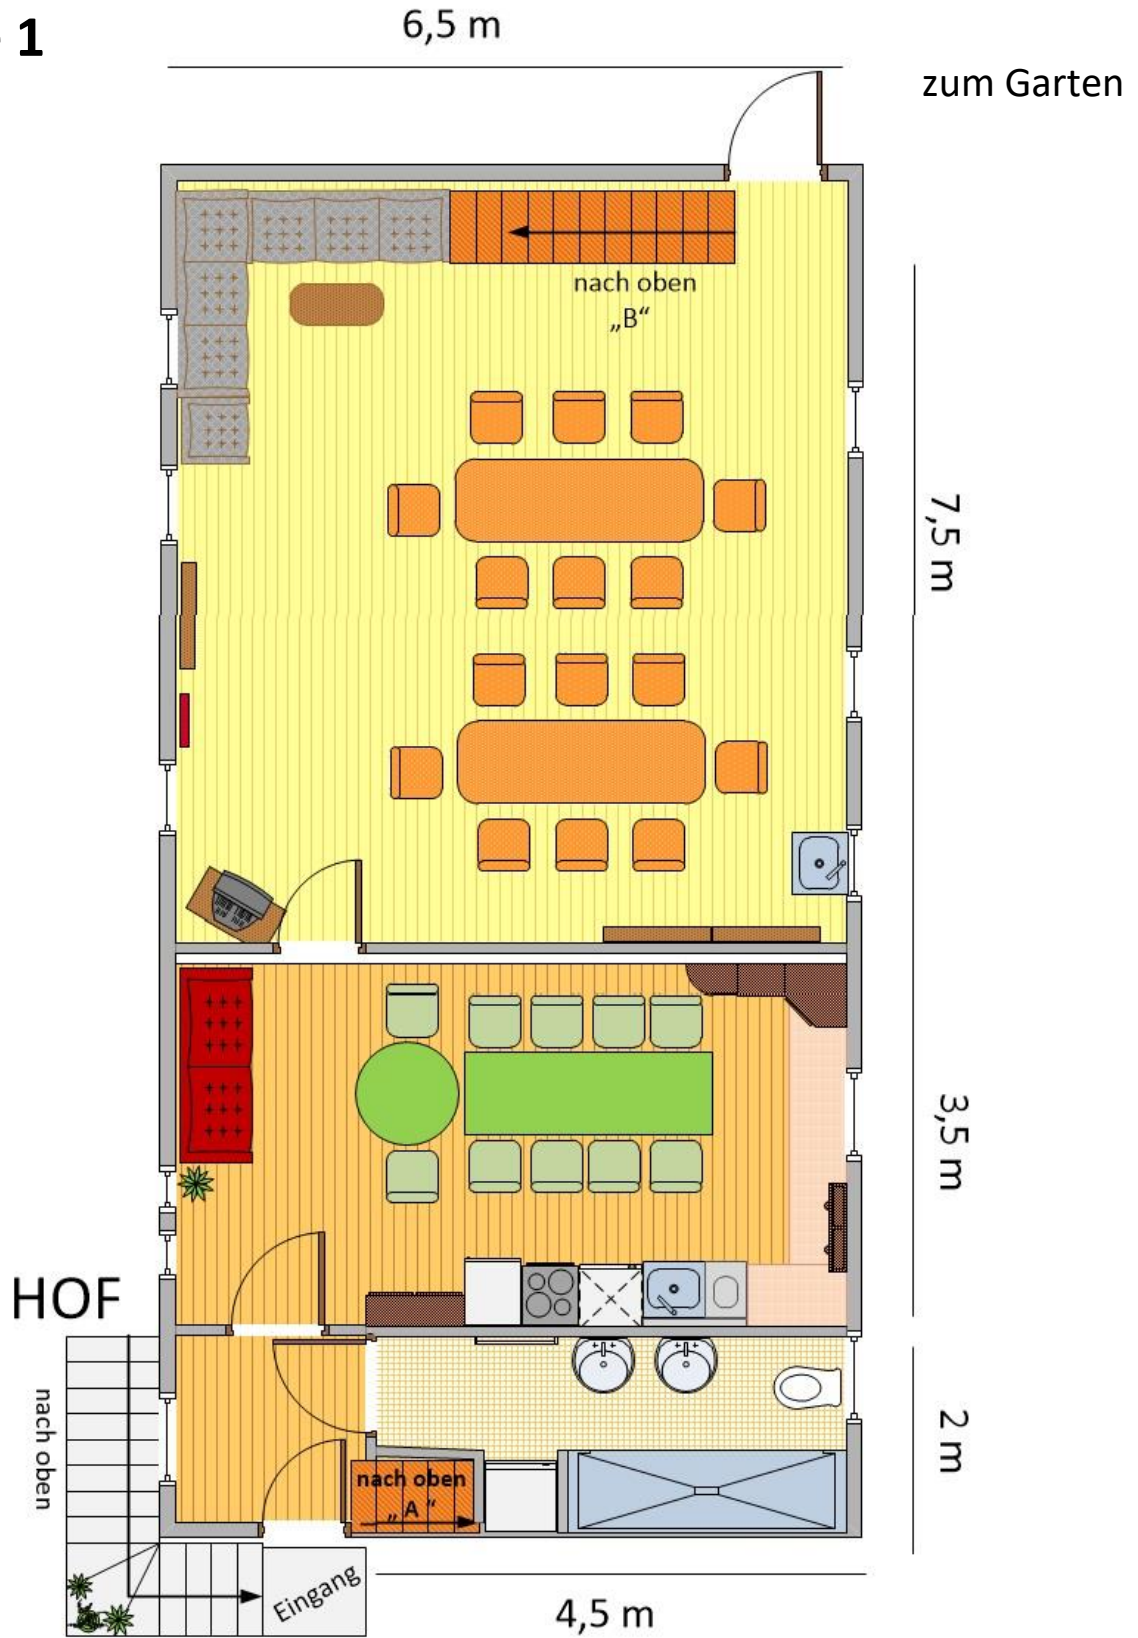 1
6,5 m
zum Garten
nach oben
„B“
7,5 m
3,5 m
HOF
nach oben
2 m
nach oben
„ A “
Eingang
4,5 m